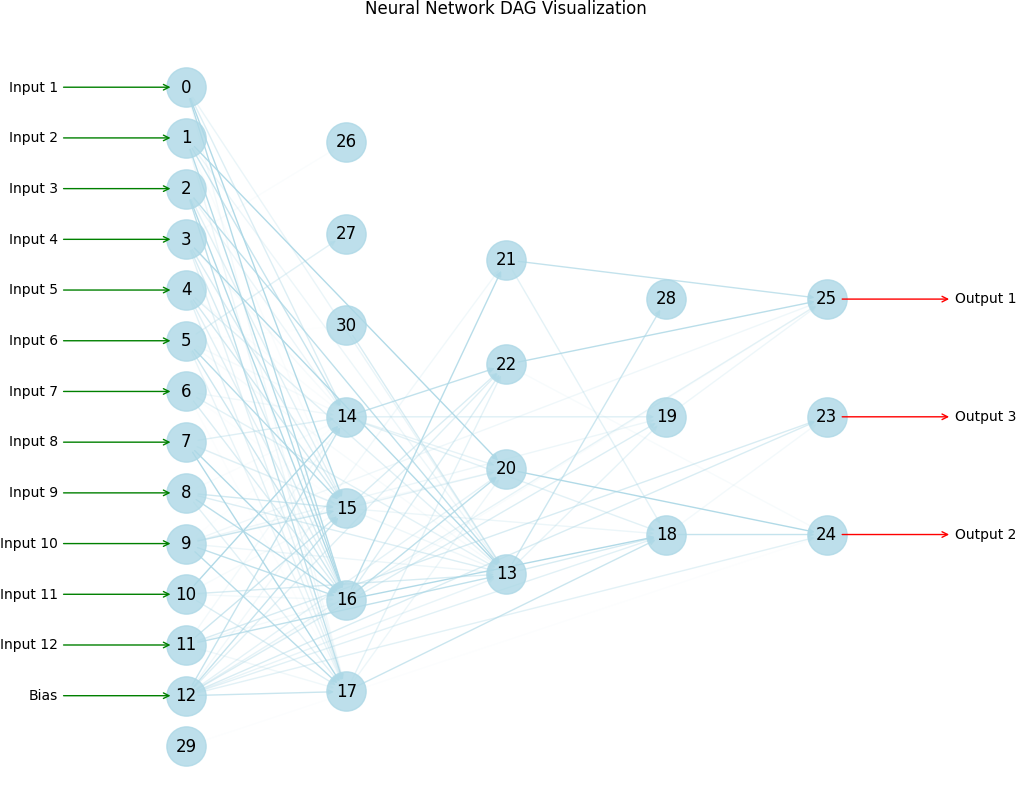 Neural Network DAG Visualization
Input 1 0
26
Input 2 1
Input 3 2
27
Input 4 3
21
Input 5 4
28 25 Output 1
30
Input 6 5
22
Input 7 6
14 19 23 Output 3
Input 8 7
20
Input 9 8
15
18 24 Output 2
Input 10 9
13
Input 11 10
16
Input 12 11
17
Bias 12
29